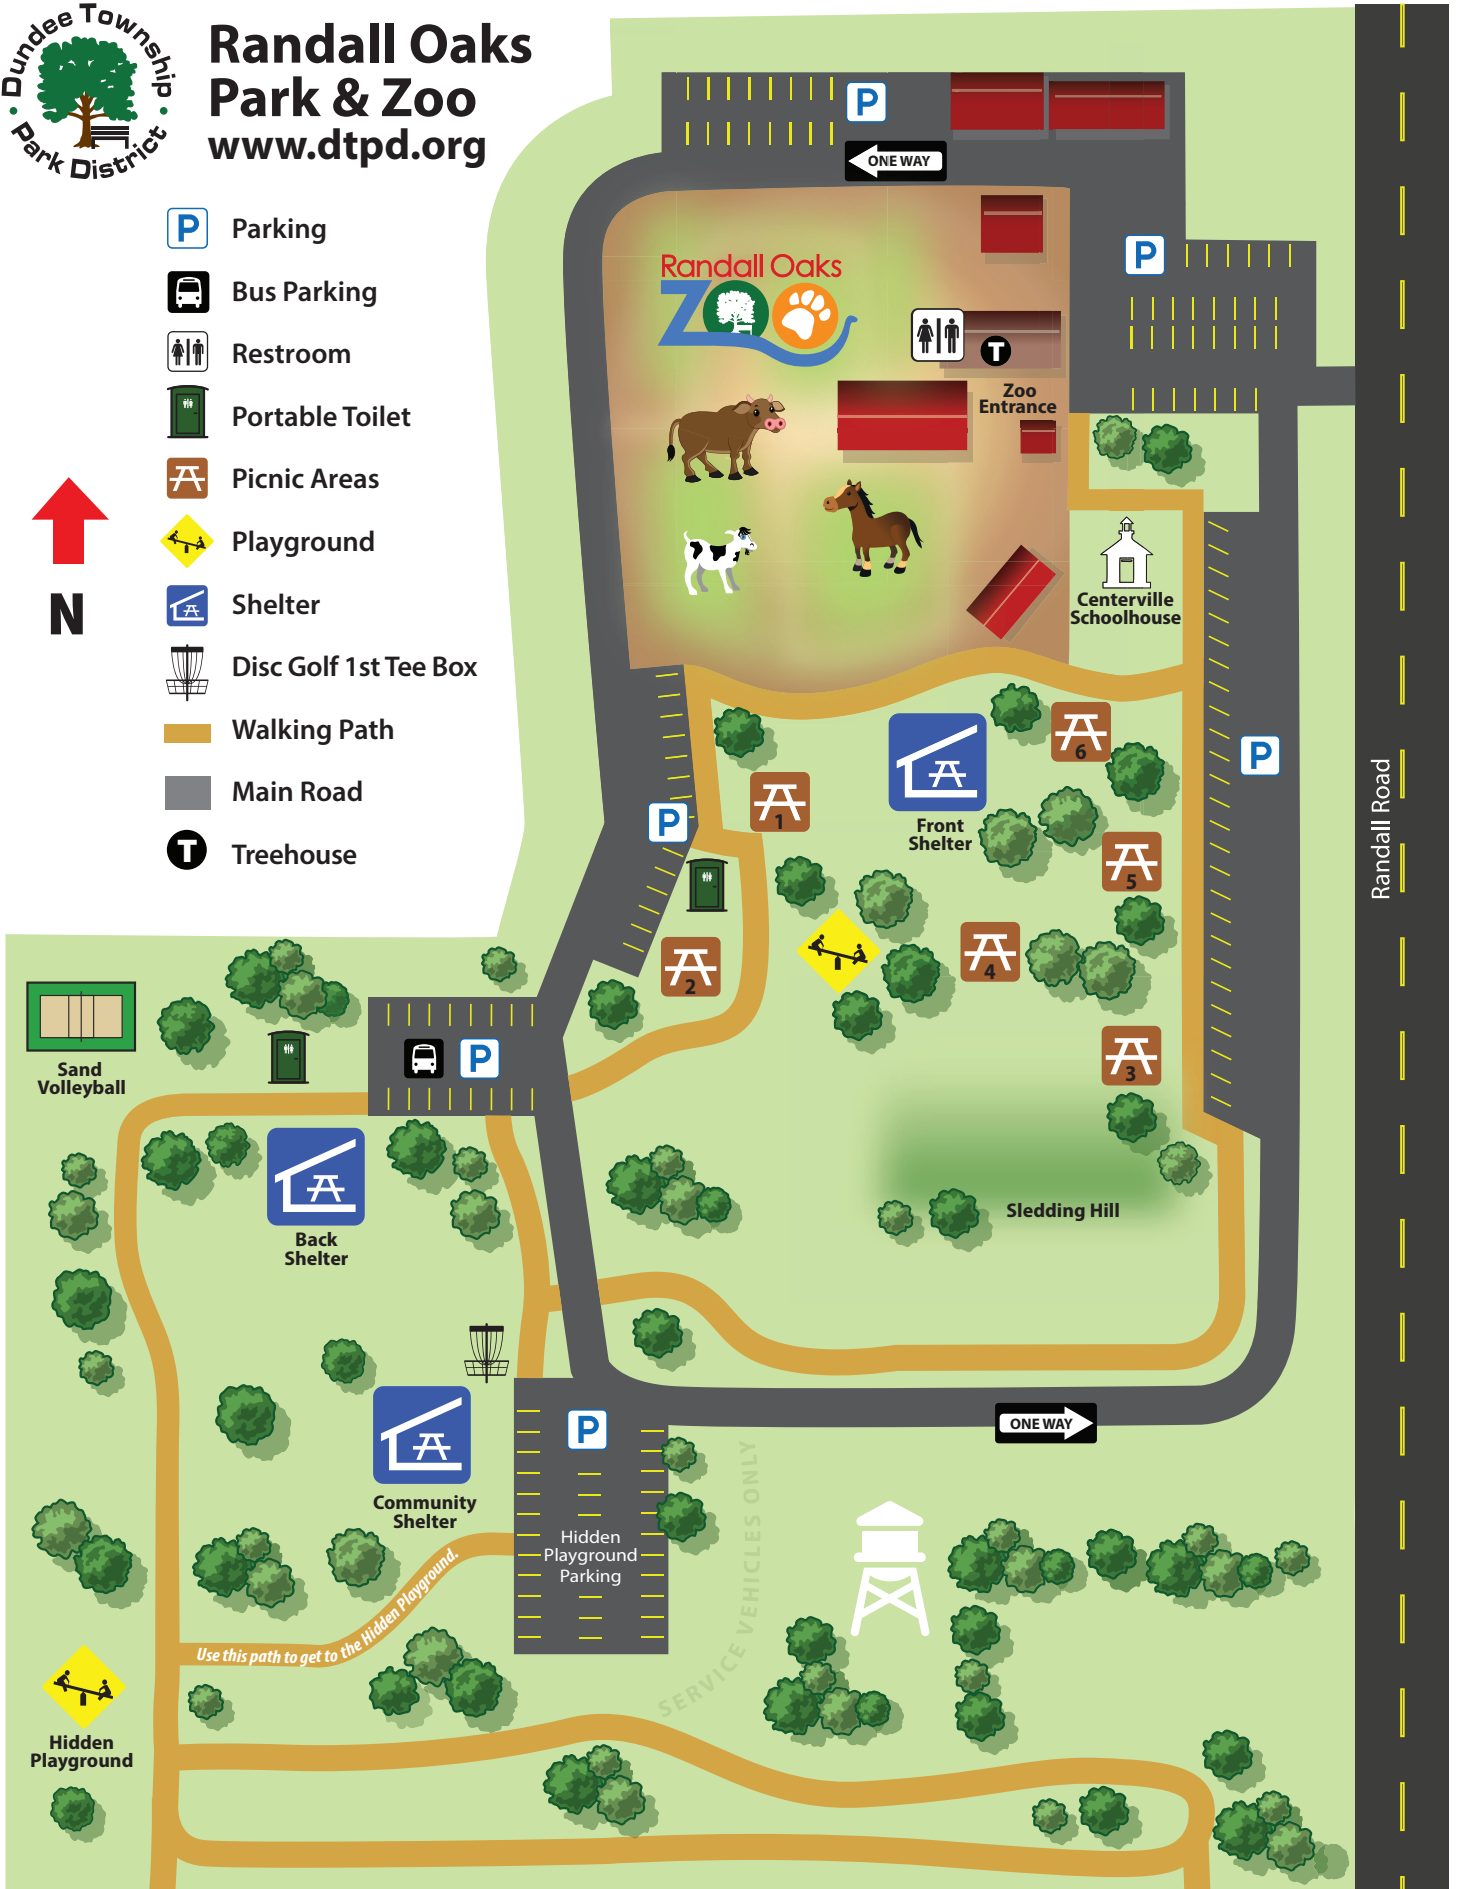 Dundee Township
Park District
Randall Oaks
Park & Zoo
www.dtpd.org
P
Parking
Bus Parking
Restroom
Portable Toilet
Picnic Areas
Playground
Shelter
Disc Golf 1st Tee Box
Walking Path
Main Road
T
Treehouse
N
P
ONE WAY
P
Randall Oaks
ZOO
T
Zoo
Entrance
Centerville
Schoolhouse
P
Randall Road
6
1
Front
Shelter
P
5
2
4
3
Sand
Volleyball
P
Back
Shelter
Sledding Hill
P
ONE WAY
Community
Shelter
Hidden
Playground
Parking
SERVICE VEHICLES ONLY
Use this path to get to the Hidden Playground.
Hidden
Playground